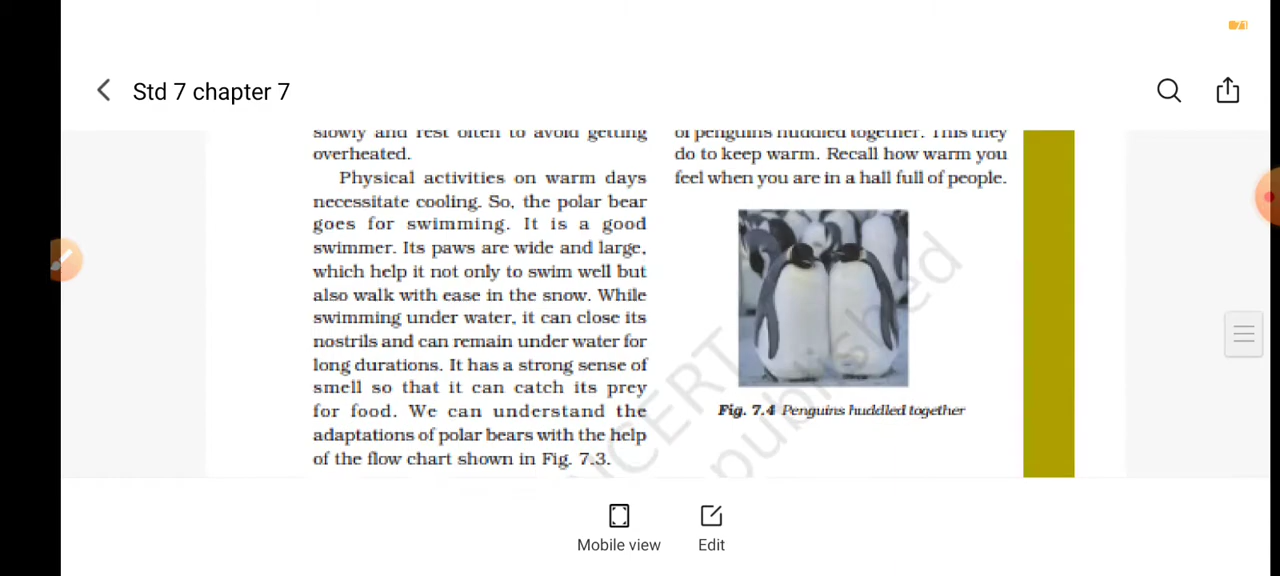 71
Std 7 chapter 7
slowly and rest often to avoid getting
overheated.
Physical activities on warm days
necessitate cooling. So, the polar bear
goes for swimming. It is a good
swimmer. Its paws are wide and large,
which help it not only to swim well but
also walk with ease in the snow. While
swimming under water, it can close its
nostrils and can remain under water for
long durations. It has a strong sense of
smell so that it can catch its prey
for food. We can understand the
adaptations of polar bears with the help
of the flow chart shown in Fig. 7.3.
of penguins huddled together. This they
do to keep warm. Recall how warm you
feel when you are in a hall full of people.
Fig. 7.4 Penguins huddled together
NCERT
published
Mobile view
Edit